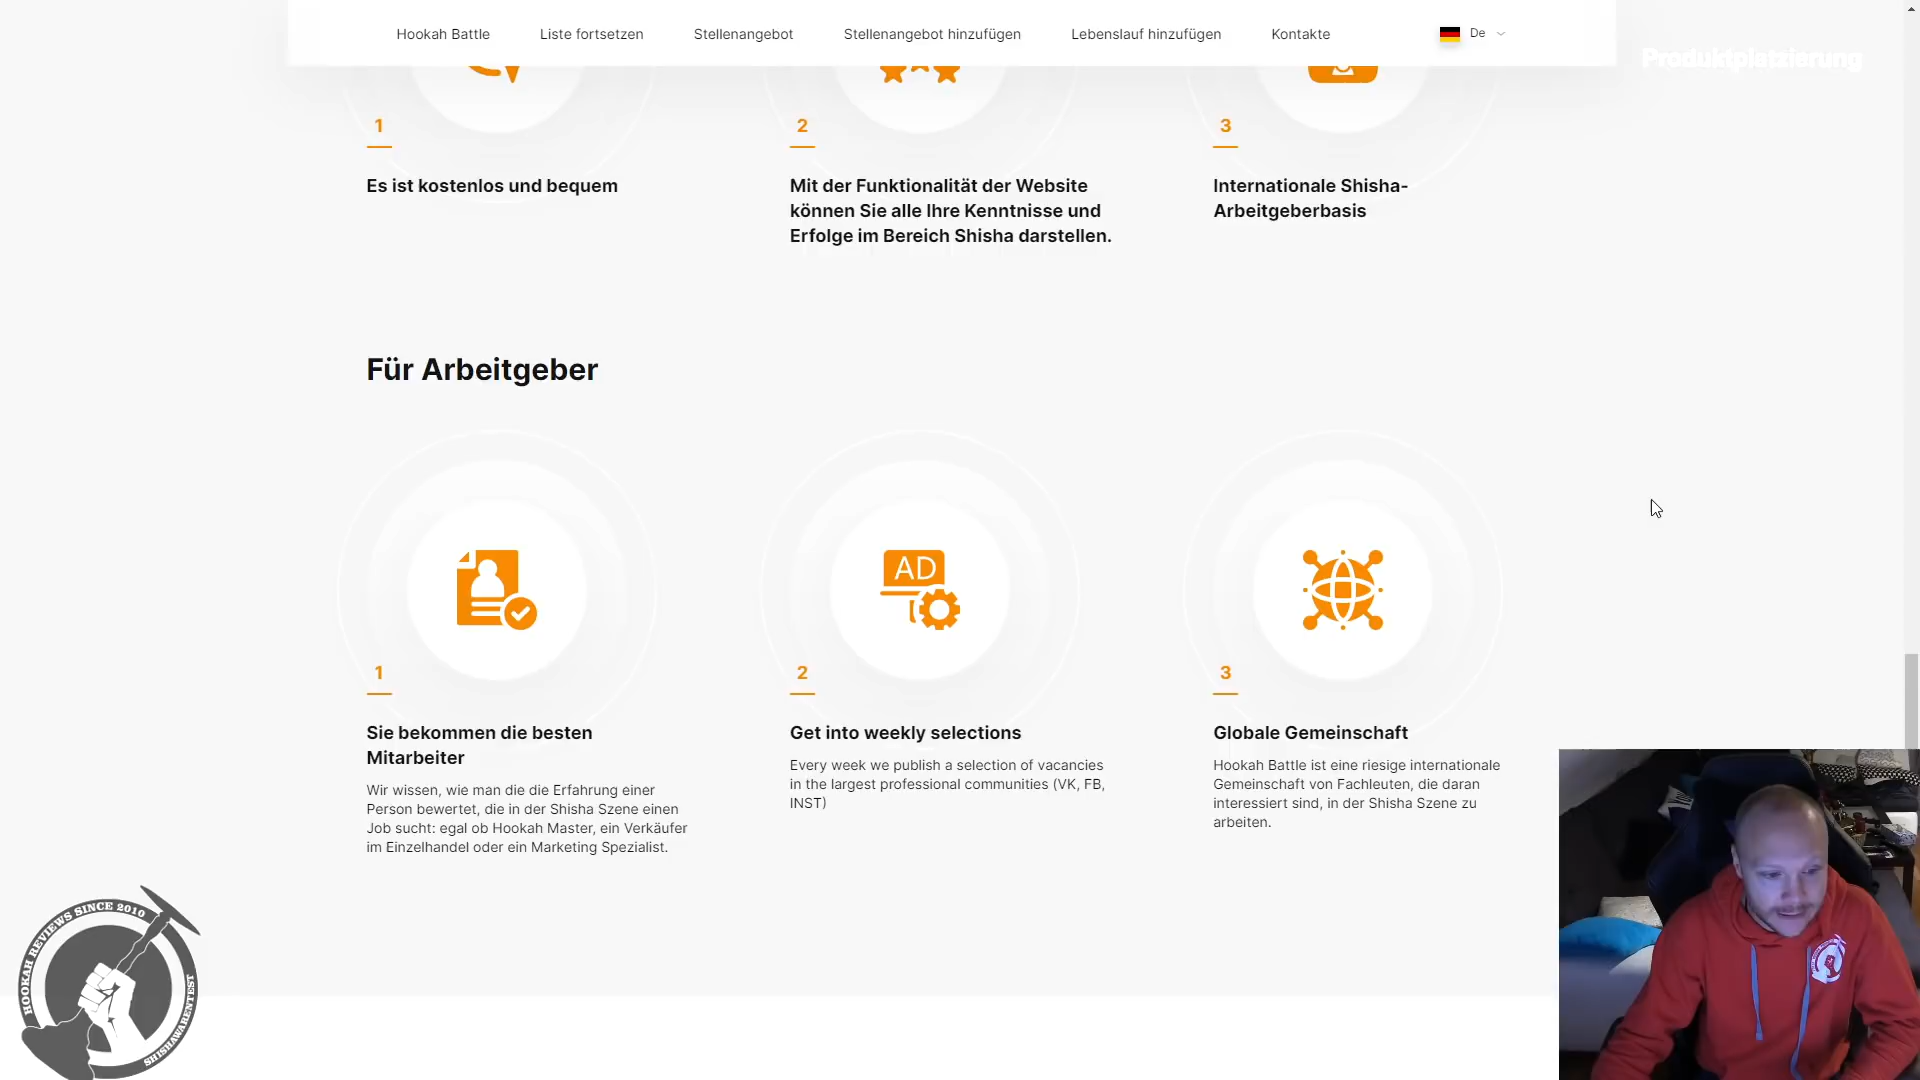 Hookah Battle Liste fortsetzen Stellenangebot Stellenangebot hinzufügen Lebenslauf hinzufügen Kontakte De
Produktplatzierung
1
Es ist kostenlos und bequem
2
Mit der Funktionalität der Website
können Sie alle Ihre Kenntnisse und
Erfolge im Bereich Shisha darstellen.
3
Internationale Shisha-
Arbeitgeberbasis
Für Arbeitgeber
1
Sie bekommen die besten
Mitarbeiter
Wir wissen, wie man die die Erfahrung einer
Person bewertet, die in der Shisha Szene einen
Job sucht: egal ob Hookah Master, ein Verkäufer
im Einzelhandel oder ein Marketing Spezialist.
AD
2
Get into weekly selections
Every week we publish a selection of vacancies
in the largest professional communities (VK, FB,
INST)
3
Globale Gemeinschaft
Hookah Battle ist eine riesige internationale
Gemeinschaft von Fachleuten, die daran
interessiert sind, in der Shisha Szene zu
arbeiten.
HOOKAH REVIEWS SINCE 2010
SHISHAWARENTEST